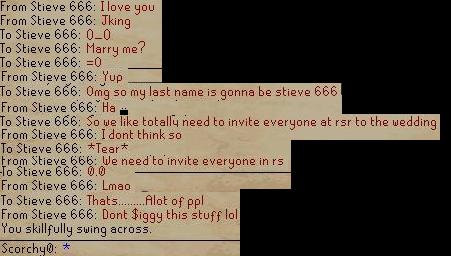 From Stieve 666: I love you
From Stieve 666: Jking
To Stieve 666: O_O
To Stieve 666: Marry me?
To Stieve 666: =O
From Stieve 666: Yup
To Stieve 666: Omg so my last name is gonna be stieve 666
From Stieve 666: Ha
To Stieve 666: So we like totally need to invite everyone at rsr to the wedding
From Stieve 666: I dont think so
To Stieve 666: *Tear*
From Stieve 666: We need to invite everyone in rs
To Stieve 666: 0.0
From Stieve 666: Lmao
To Stieve 666: Thats.........Alot of ppl
From Stieve 666: Dont $iggy this stuff lol
You skillfully swing across.
Scorchy0: *